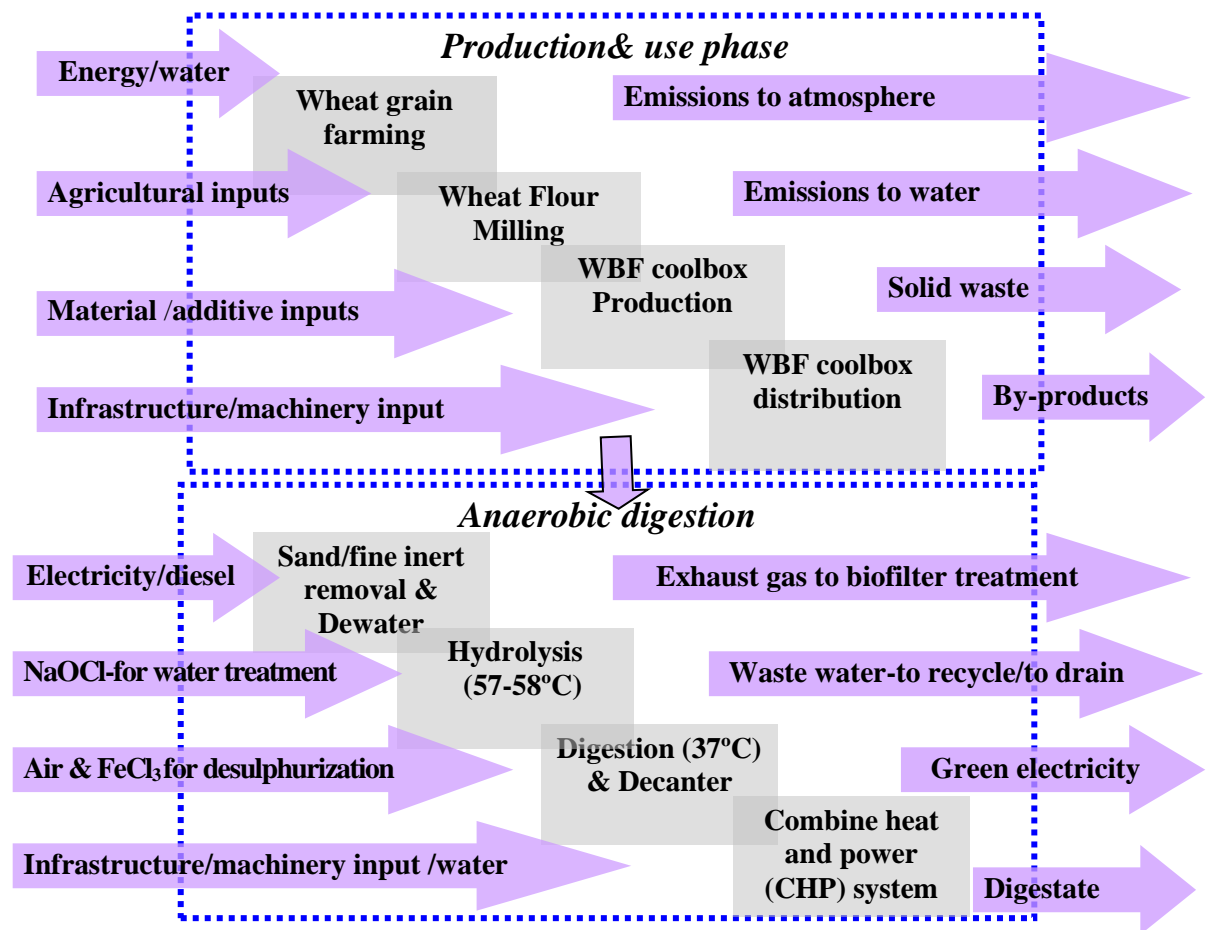 Production& use phase
Energy/water
Wheat grain
farming
Emissions to atmosphere
Agricultural inputs
Wheat Flour
Milling
Emissions to water
Material /additive inputs
WBF coolbox
Production
Solid waste
Infrastructure/machinery input
WBF coolbox
distribution
By-products
Anaerobic digestion
Electricity/diesel
Sand/fine inert
removal &
Dewater
Exhaust gas to biofilter treatment
NaOCl-for water treatment
Hydrolysis
(57-58ºC)
Waste water-to recycle/to drain
Air & FeCl₃ for desulphurization
Digestion (37ºC)
& Decanter
Green electricity
Infrastructure/machinery input /water
Combine heat
and power
(CHP) system
Digestate